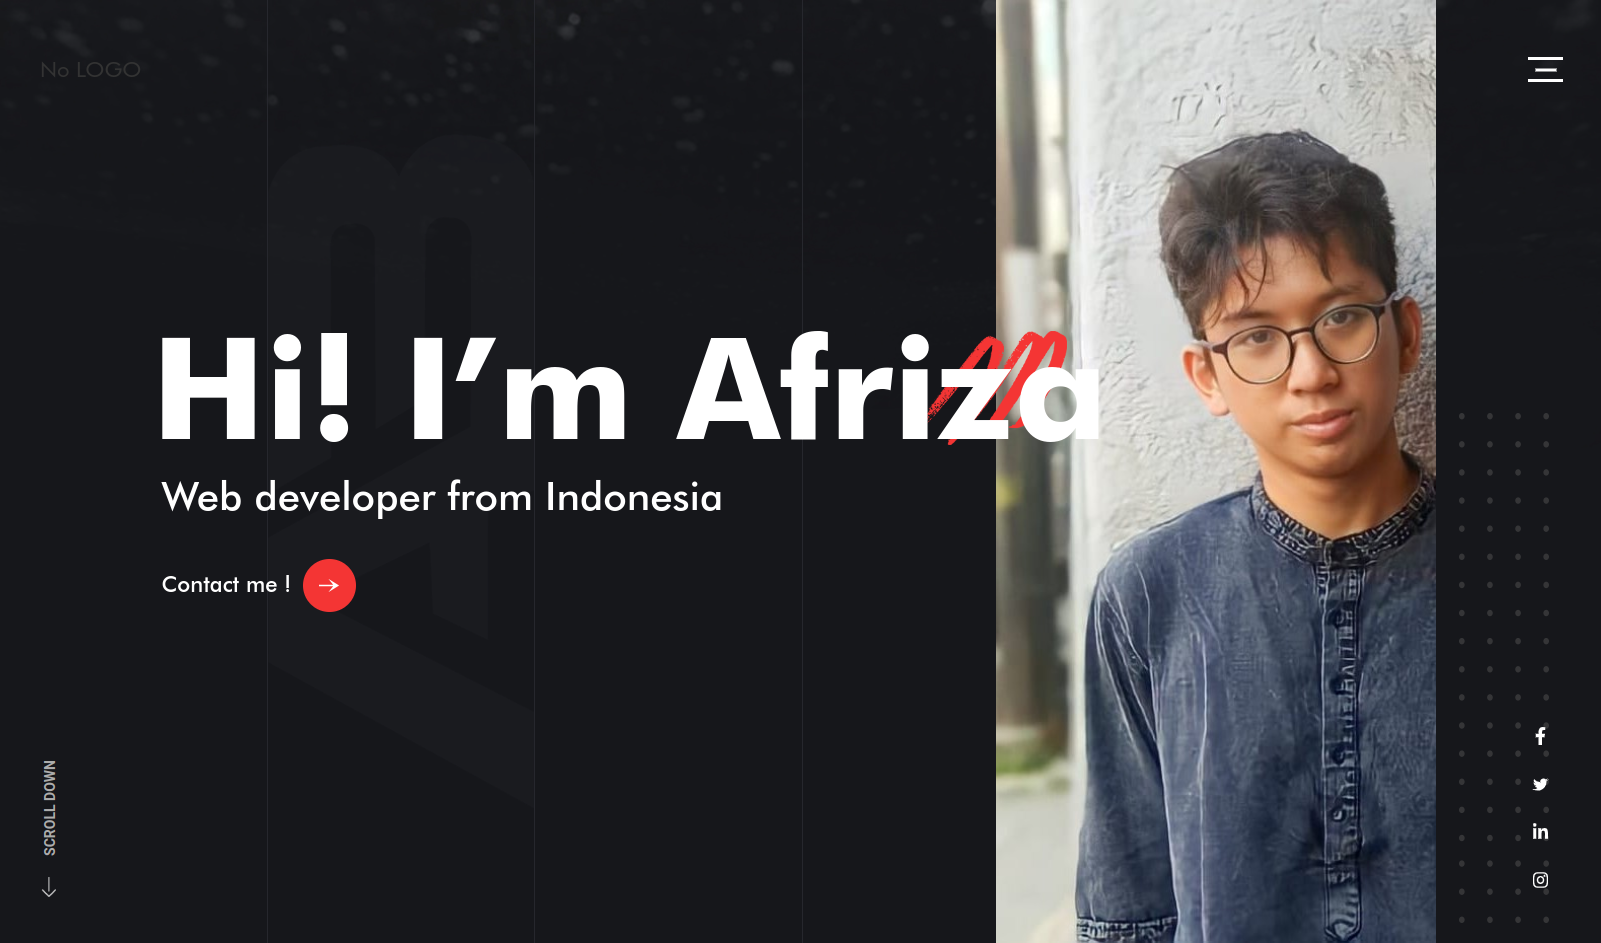 No LOGO
Hi! I’m Afriza
Web developer from Indonesia
Contact me !
SCROLL DOWN